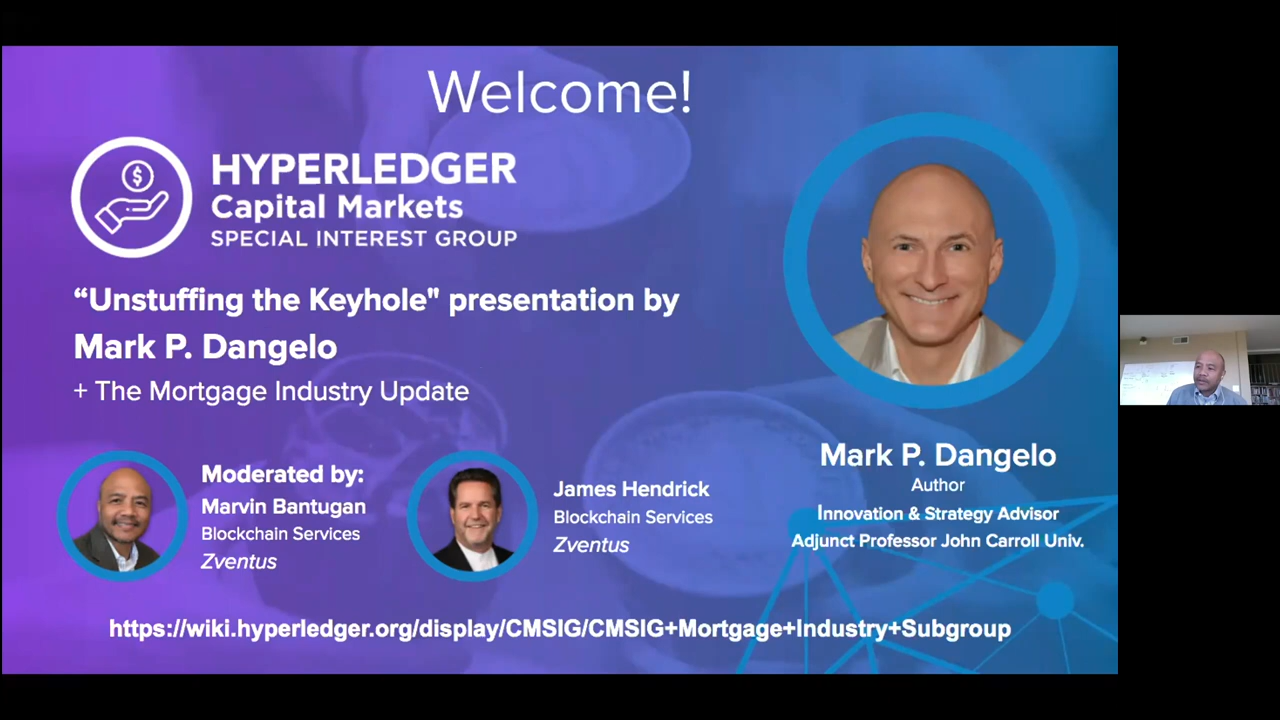 Welcome!
$
HYPERLEDGER
Capital Markets
SPECIAL INTEREST GROUP
“Unstuffing the Keyhole" presentation by
Mark P. Dangelo
+ The Mortgage Industry Update
Moderated by:
Marvin Bantugan
Blockchain Services
Zventus
James Hendrick
Blockchain Services
Zventus
Mark P. Dangelo
Author
Innovation & Strategy Advisor
Adjunct Professor John Carroll Univ.
https://wiki.hyperledger.org/display/CMSIG/CMSIG+Mortgage+Industry+Subgroup